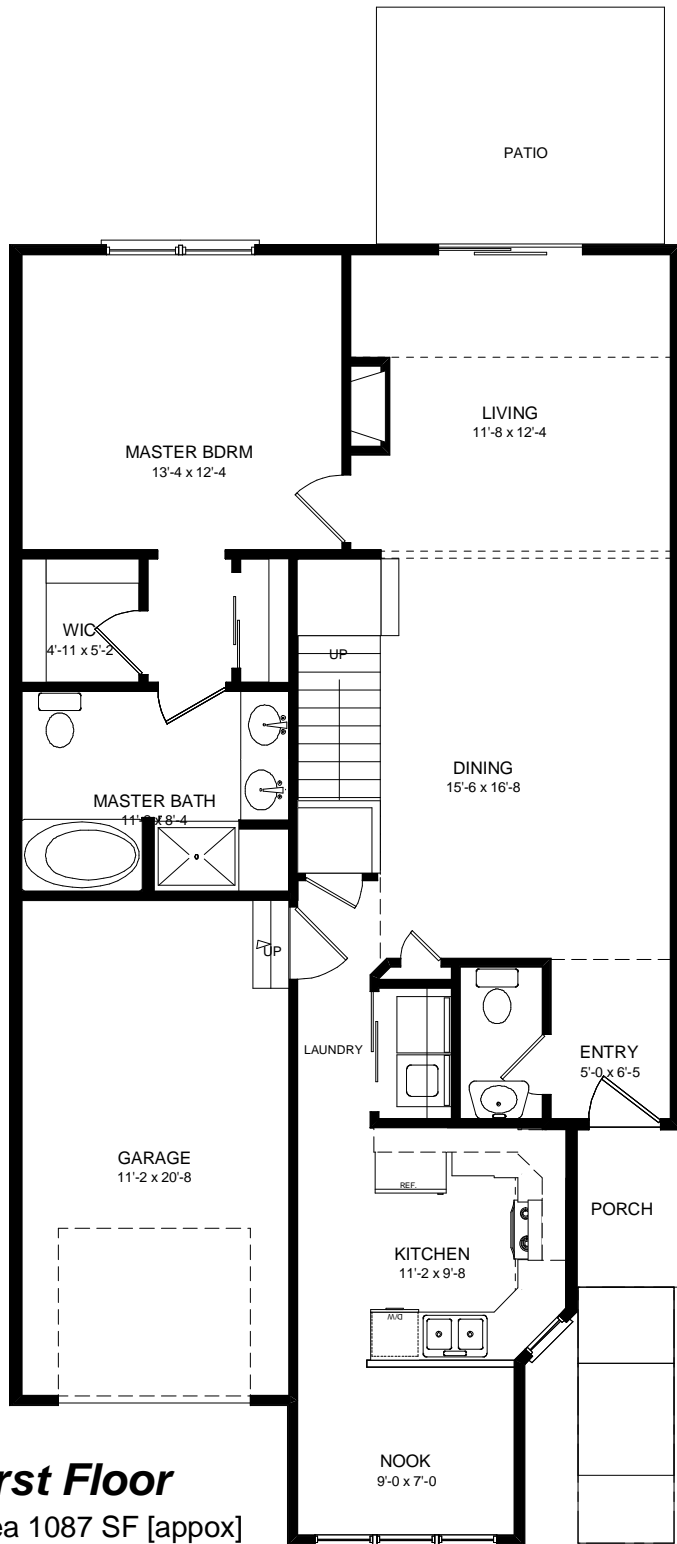 PATIO
LIVING
11'-8 x 12'-4
MASTER BDRM
13'-4 x 12'-4
WIC
4'-11 x 5'-2
UP
DINING
15'-6 x 16'-8
MASTER BATH
8'-4
UP
LAUNDRY
ENTRY
5'-0 x 6'-5
GARAGE
11'-2 x 20'-8
REF.
PORCH
KITCHEN
11'-2 x 9'-8
D/W
NOOK
9'-0 x 7'-0
rst Floor
ea 1087 SF [appox]